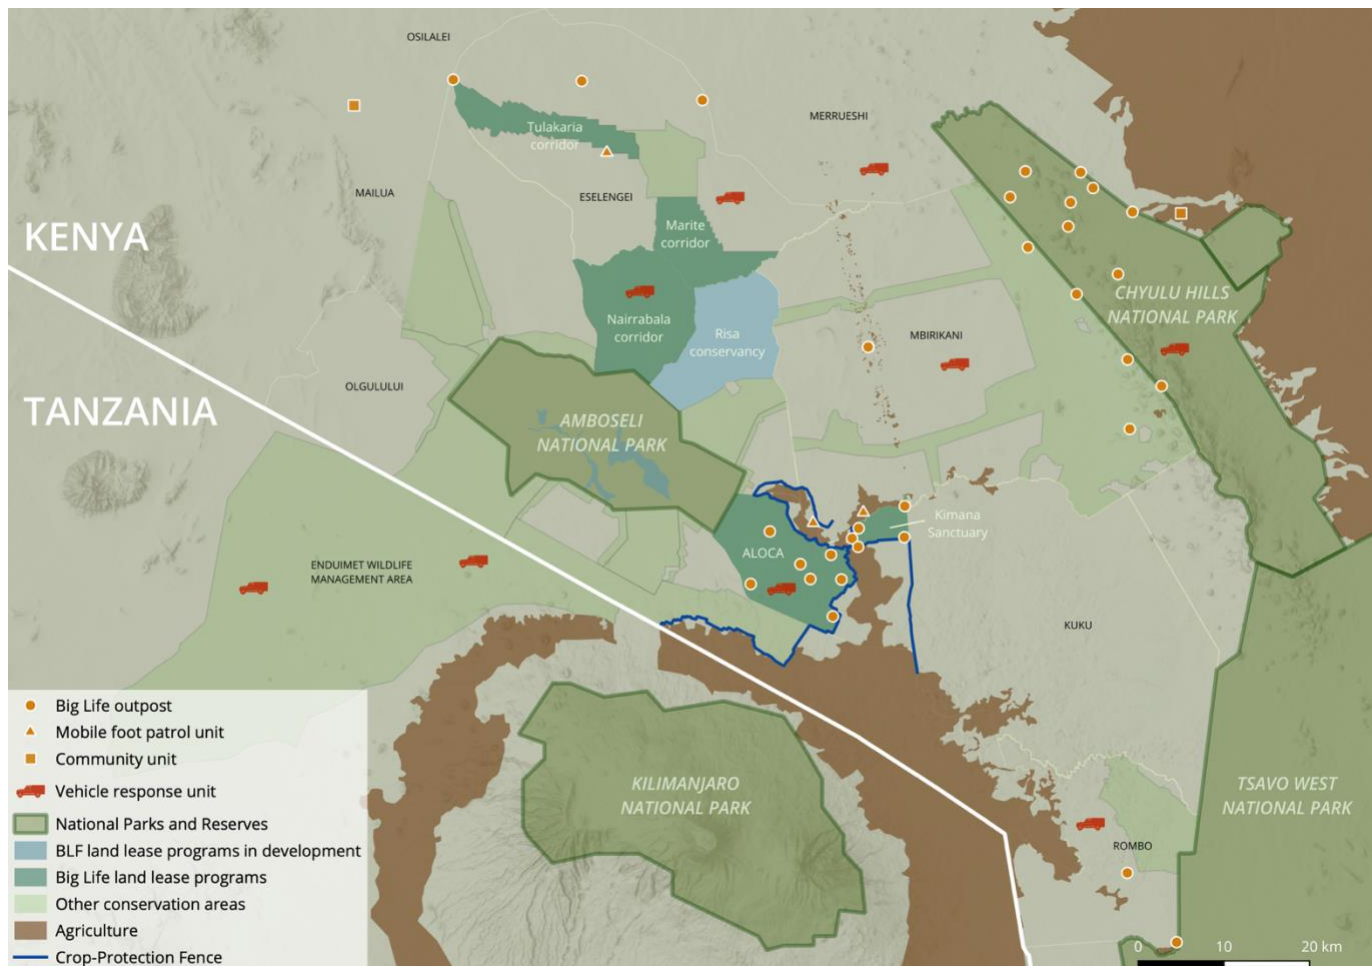 OSILALEI
MERRUESHI
Tulakaria
corridor
MAILUA
ESELENGEI
KENYA
Marite
corridor
CHYULU HILLS
NATIONAL PARK
Nairrabala
corridor
Risa
conservancy
MBIRIKANI
OLGULULUI
TANZANIA
AMBOSELI
NATIONAL PARK
Kimana
Sanctuary
ALOCA
ENDUIMET WILDLIFE
MANAGEMENT AREA
KUKU
KILIMANJARO
NATIONAL PARK
TSAVO WEST
NATIONAL PARK
ROMBO
Big Life outpost
Mobile foot patrol unit
Community unit
Vehicle response unit
National Parks and Reserves
BLF land lease programs in development
Big Life land lease programs
Other conservation areas
Agriculture
Crop-Protection Fence
0 10 20 km